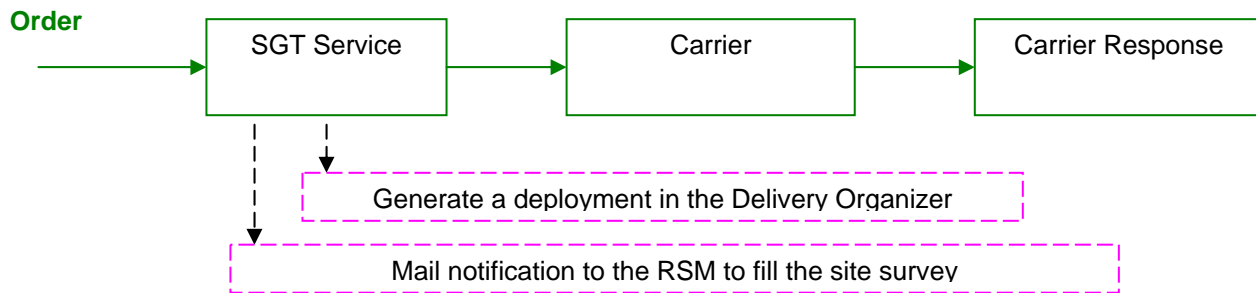 Order
SGT Service
Carrier
Carrier Response
Generate a deployment in the Delivery Organizer
Mail notification to the RSM to fill the site survey